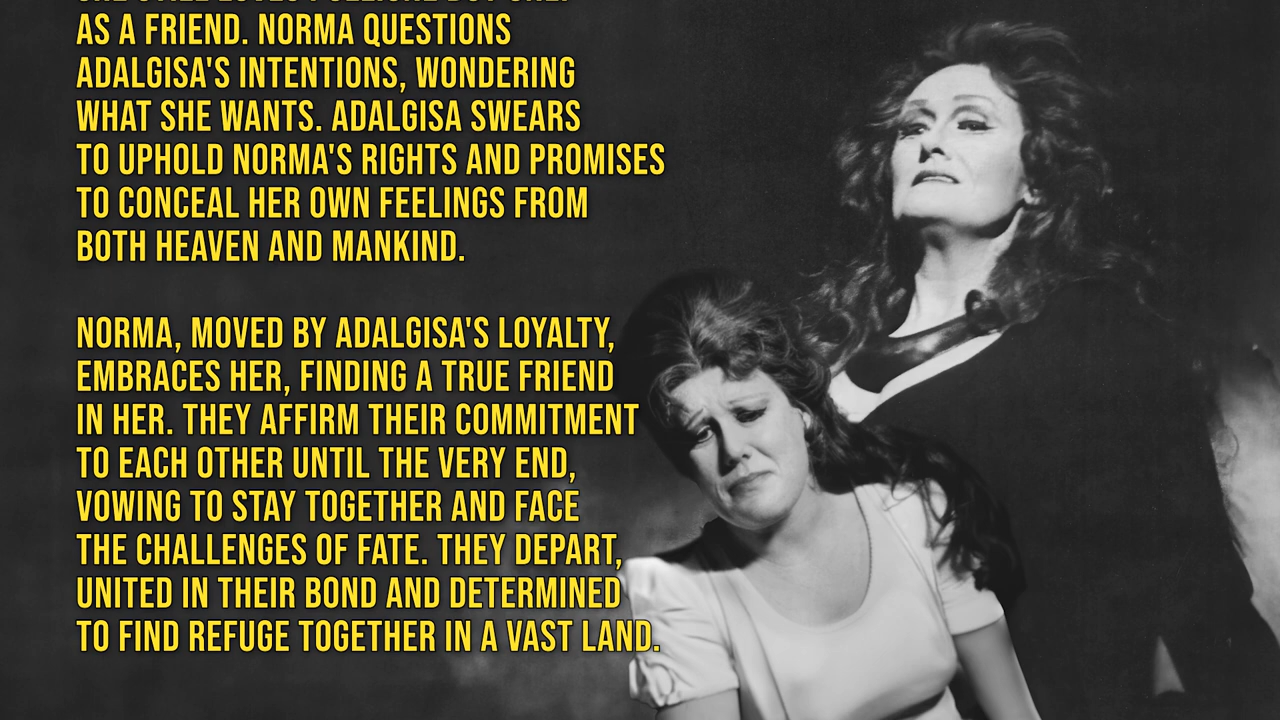 AS A FRIEND. NORMA QUESTIONS
ADALGISA'S INTENTIONS, WONDERING
WHAT SHE WANTS. ADALGISA SWEARS
TO UPHOLD NORMA'S RIGHTS AND PROMISES
TO CONCEAL HER OWN FEELINGS FROM
BOTH HEAVEN AND MANKIND.
NORMA, MOVED BY ADALGISA'S LOYALTY,
EMBRACES HER, FINDING A TRUE FRIEND
IN HER. THEY AFFIRM THEIR COMMITMENT
TO EACH OTHER UNTIL THE VERY END,
VOWING TO STAY TOGETHER AND FACE
THE CHALLENGES OF FATE. THEY DEPART,
UNITED IN THEIR BOND AND DETERMINED
TO FIND REFUGE TOGETHER IN A VAST LAND.